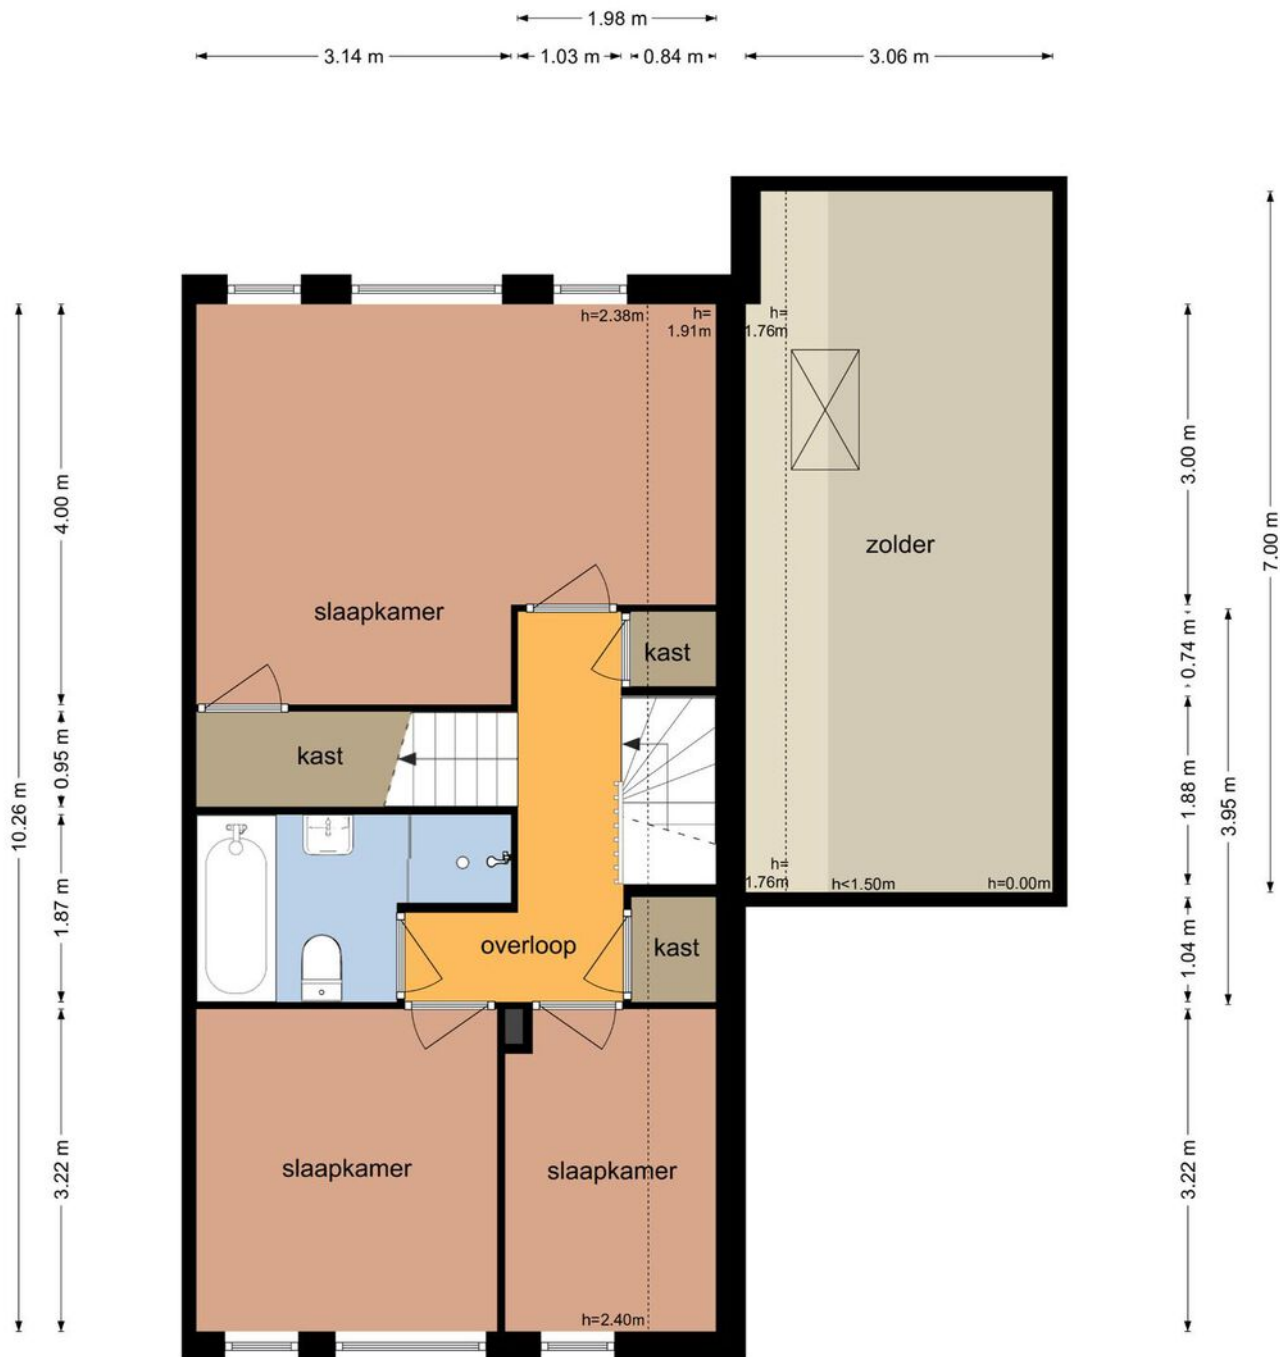 1.98 m
3.14 m
1.03 m
0.84 m
3.06 m
h=2.38m
h=
1.91m
h=
1.76m
4.00 m
3.00 m
7.00 m
zolder
slaapkamer
kast
0.74 m
kast
0.95 m
10.26 m
1.88 m
3.95 m
h=
1.76m
h<1.50m
h=0.00m
1.87 m
overloop
kast
1.04 m
slaapkamer
slaapkamer
3.22 m
3.22 m
h=2.40m